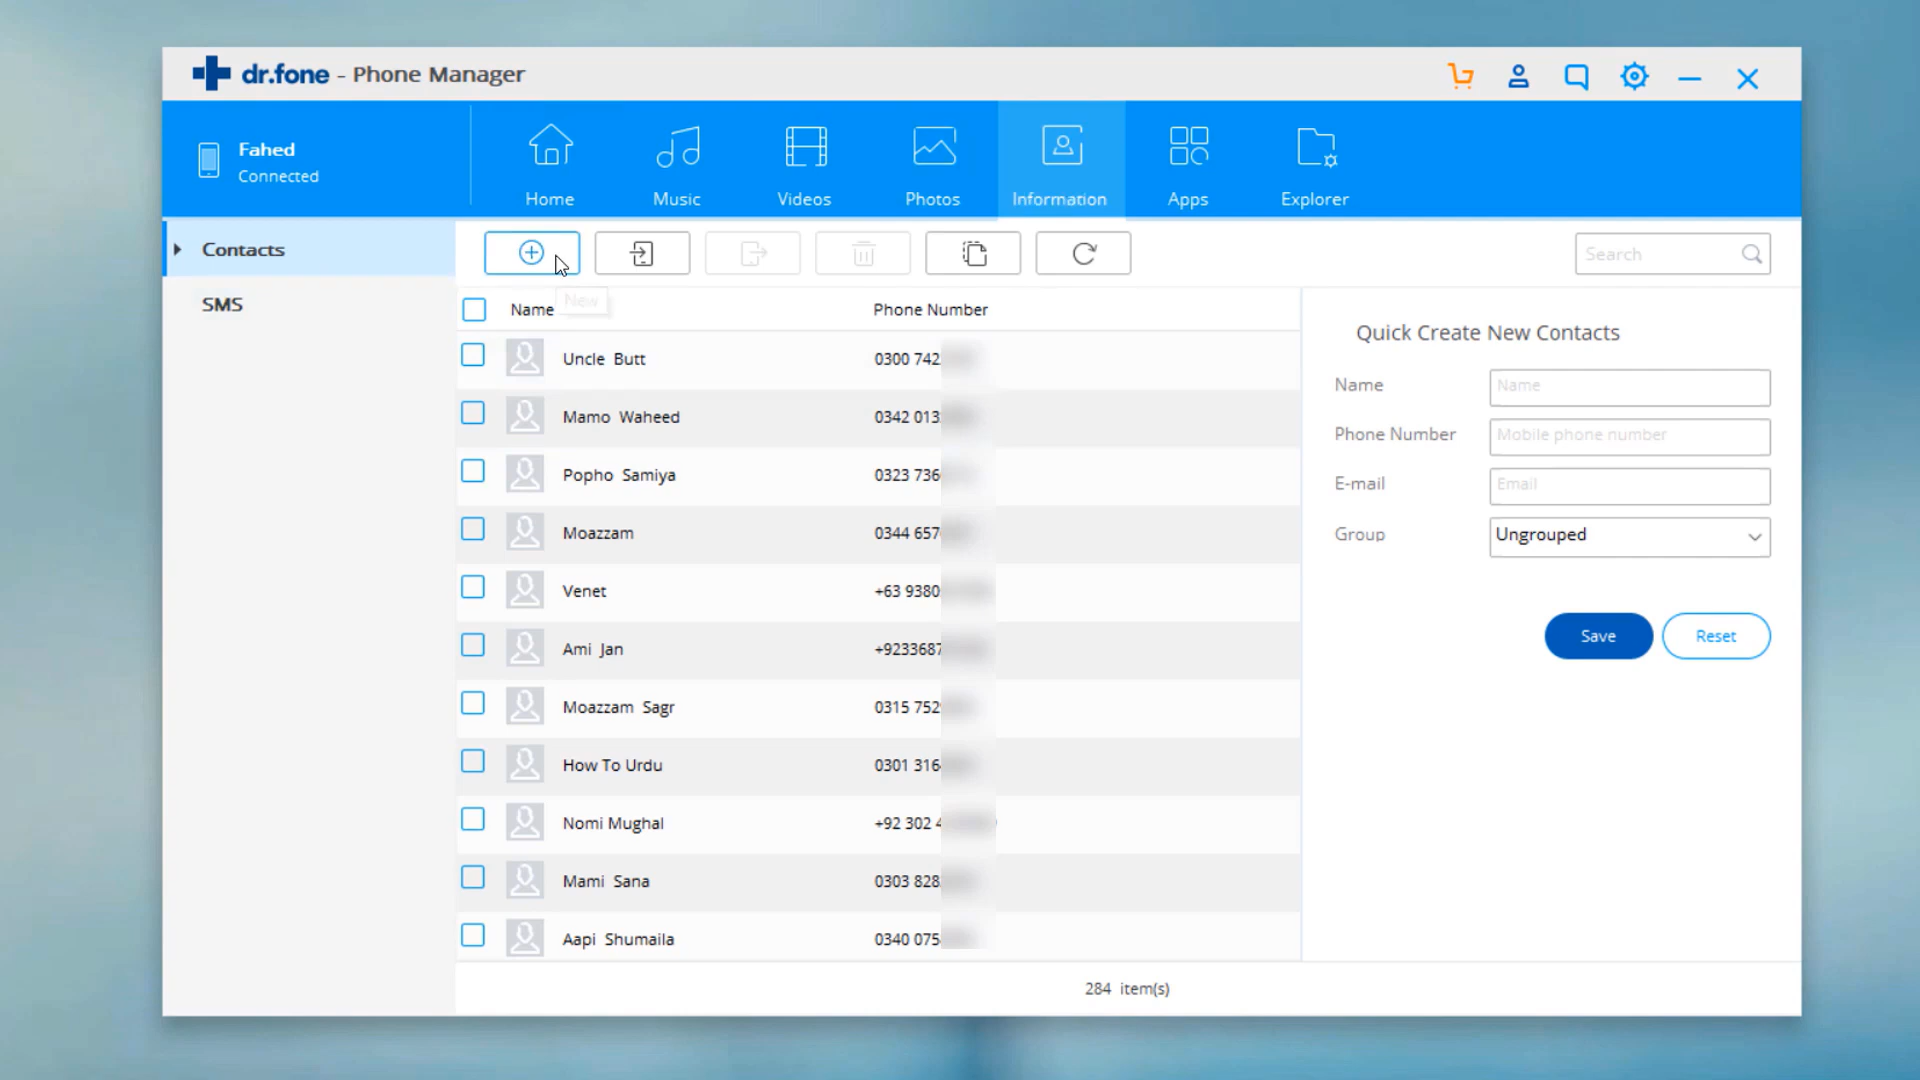 dr.fone - Phone Manager
Fahed
Connected
Home
Music
Videos
Photos
Information
Apps
Explorer
Contacts
SMS
New
Search
Name
Phone Number
Uncle Butt
0300 742
Mamo Waheed
0342 013
Popho Samiya
0323 736
Moazzam
0344 657
Venet
+63 9380
Ami Jan
+9233687
Moazzam Sagr
0315 752
How To Urdu
0301 316
Nomi Mughal
+92 302 4
Mami Sana
0303 828
Aapi Shumaila
0340 075
284 item(s)
Quick Create New Contacts
Name
Name
Phone Number
Mobile phone number
E-mail
Email
Group
Ungrouped
Save
Reset